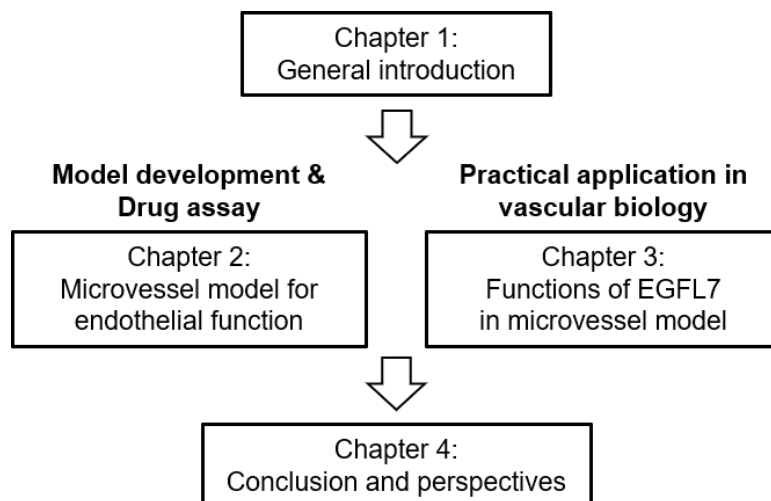 Chapter 1:
General introduction
Model development &
Drug assay
Chapter 2:
Microvessel model for
endothelial function
Practical application in
vascular biology
Chapter 3:
Functions of EGFL7
in microvessel model
Chapter 4:
Conclusion and perspectives